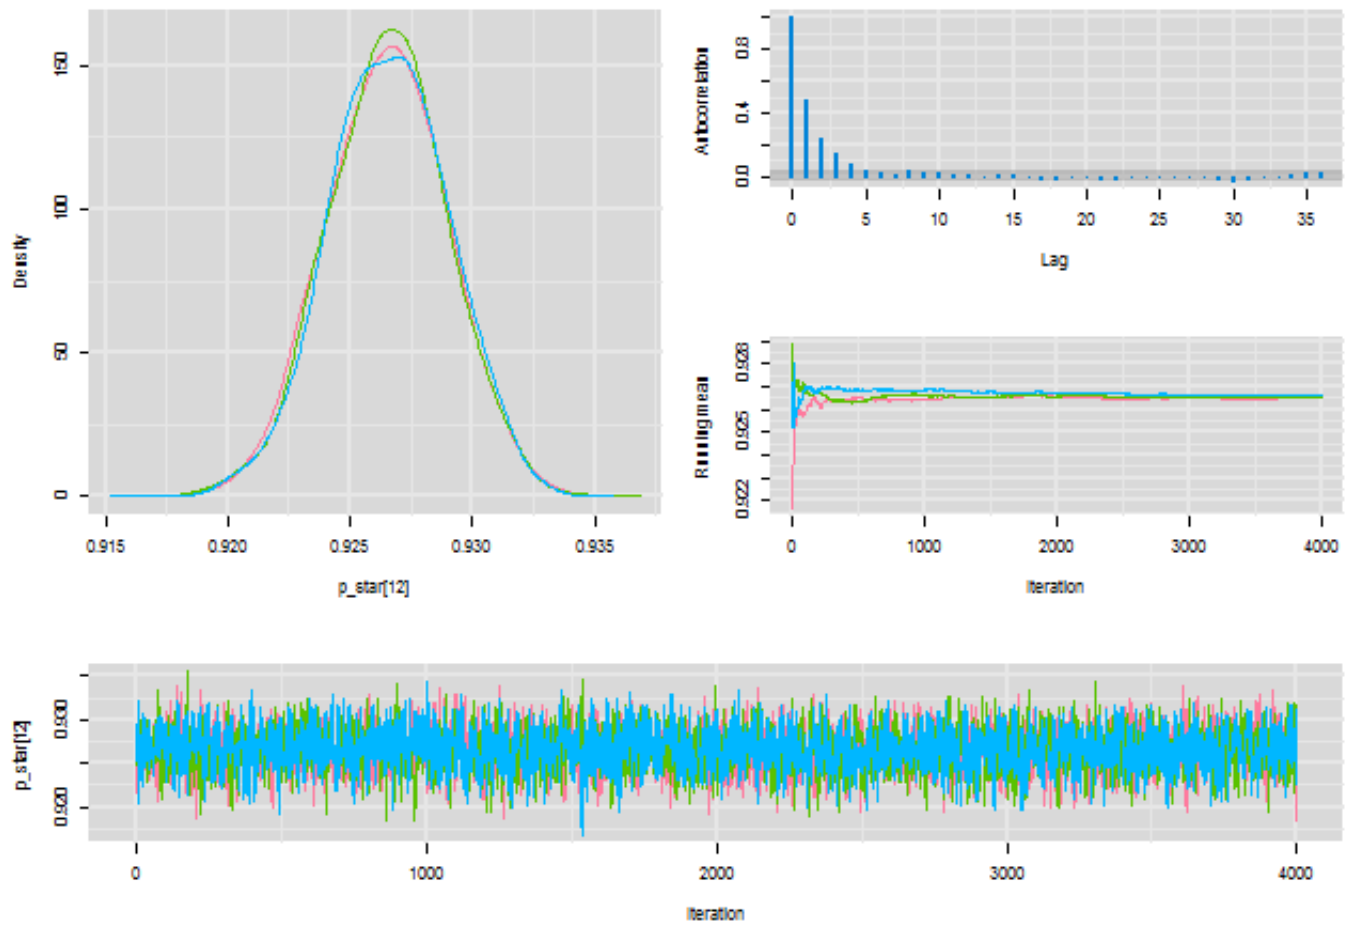 150
100
50
0
Density
0.915 0.920 0.925 0.930 0.935
p_star[12]
0.8
0.4
0.0
Autocorrelation
0 5 10 15 20 25 30 35
Lag
0.928
0.925
0.922
Running mean
0 1000 2000 3000 4000
Iteration
0.930
0.920
p_star[12]
0 1000 2000 3000 4000
Iteration